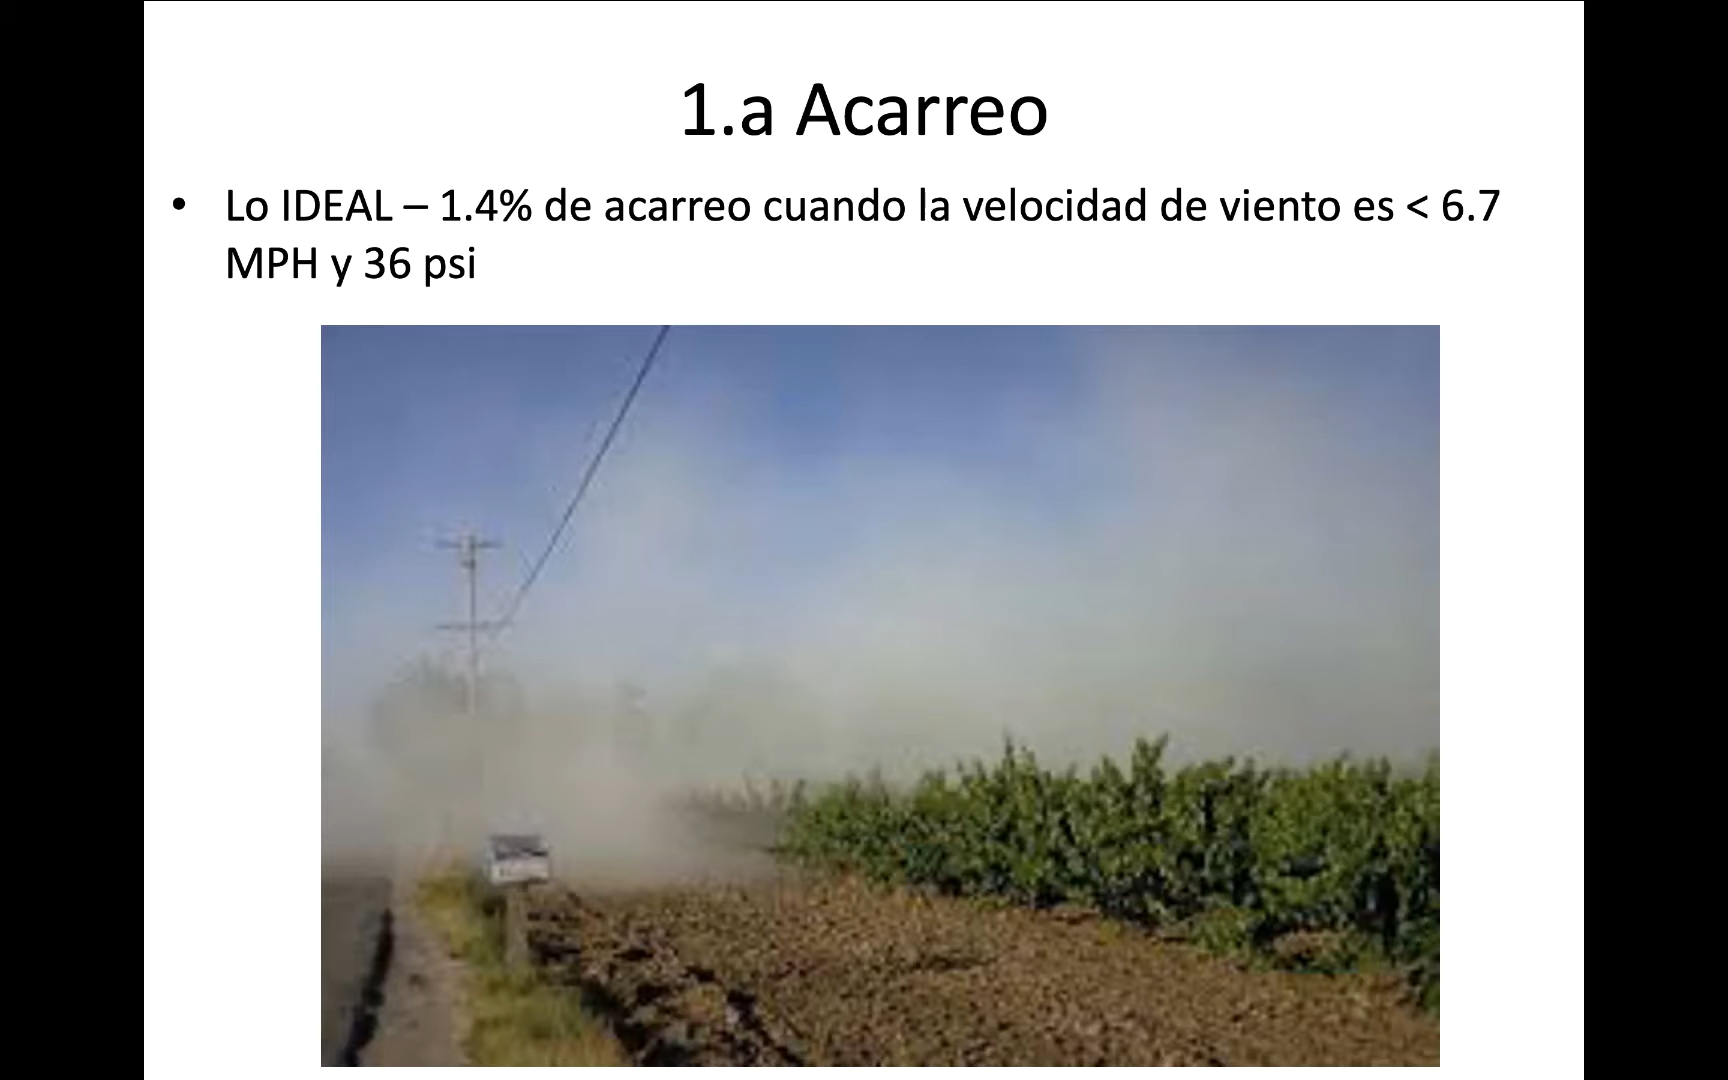 1.a Acarreo
• Lo IDEAL – 1.4% de acarreo cuando la velocidad de viento es < 6.7
MPH y 36 psi